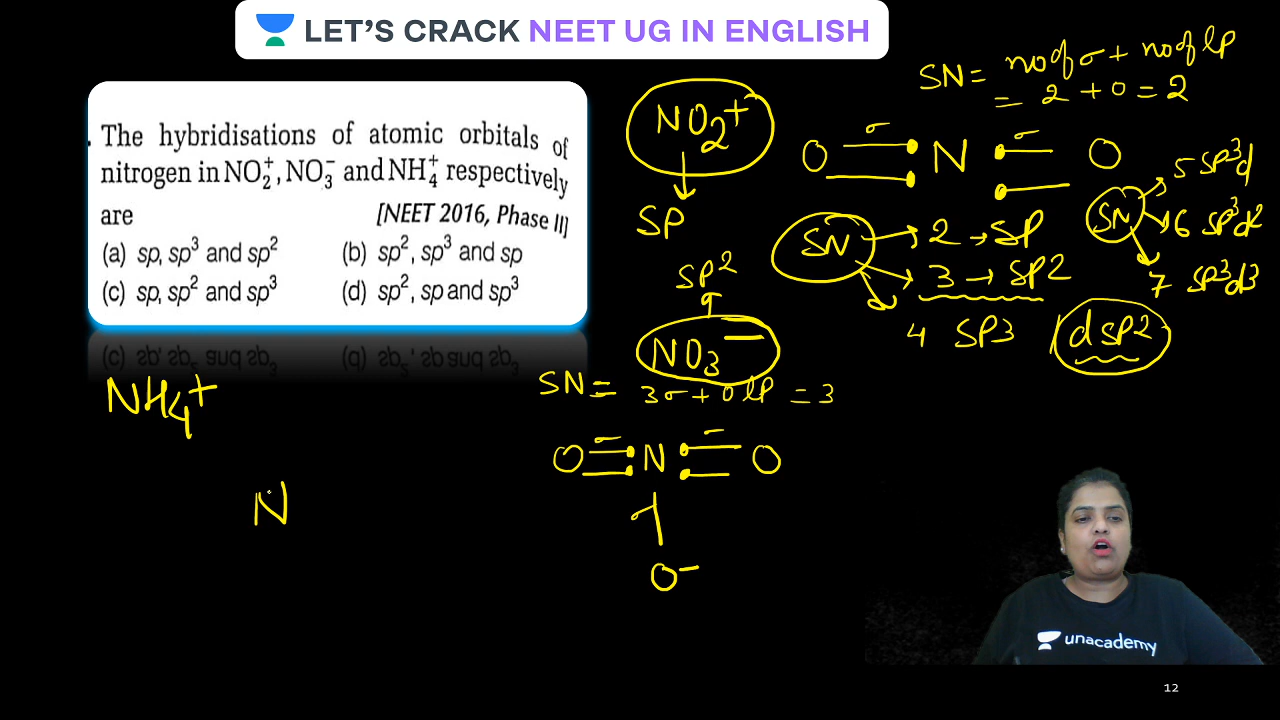 LET'S CRACK NEET UG IN ENGLISH
. The hybridisations of atomic orbitals of
nitrogen in NO₂⁺, NO₃⁻ and NH₄⁺ respectively
are [NEET 2016, Phase II]
(a) sp, sp³ and sp² (b) sp², sp³ and sp
(c) sp, sp² and sp³ (d) sp², sp and sp³
SN = no of σ + no of lp
= 2 + 0 = 2
NO2+
SP
O σ N σ O
SN 2 → SP
3 → SP2
4 SP3 dSP2
SN 5 SP³d
6 SP³d²
7 SP³d3
SP2
NO3 –
SN = 3σ + 0 lP = 3
O N O
O-
NH4+
N
unacademy
12